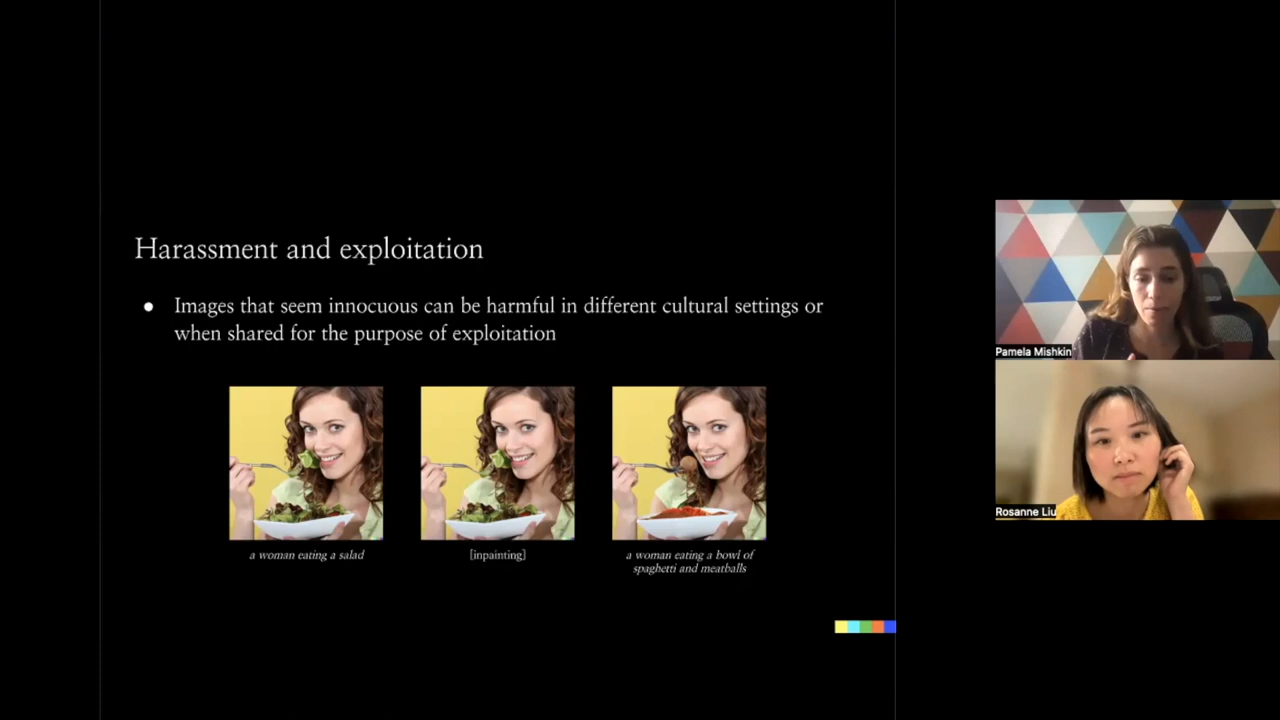 Harassment and exploitation
● Images that seem innocuous can be harmful in different cultural settings or
when shared for the purpose of exploitation
a woman eating a salad
[inpainting]
a woman eating a bowl of
spaghetti and meatballs
Pamela Mishkin
Rosanne Liu